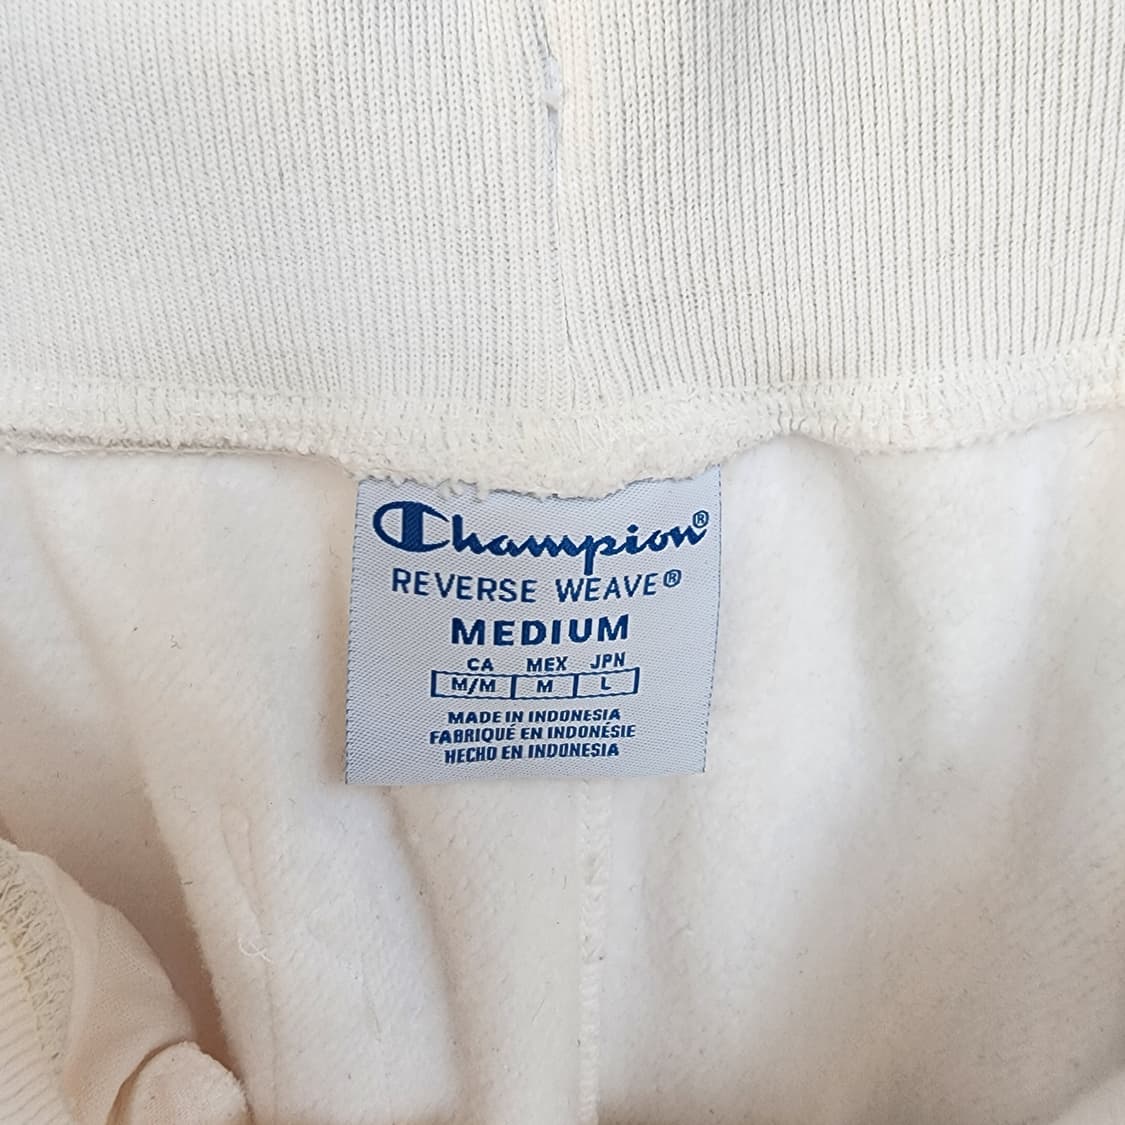 Champion®
REVERSE WEAVE®
MEDIUM
CA MEX JPN
M/M M L
MADE IN INDONESIA
FABRIQUÉ EN INDONÉSIE
HECHO EN INDONESIA